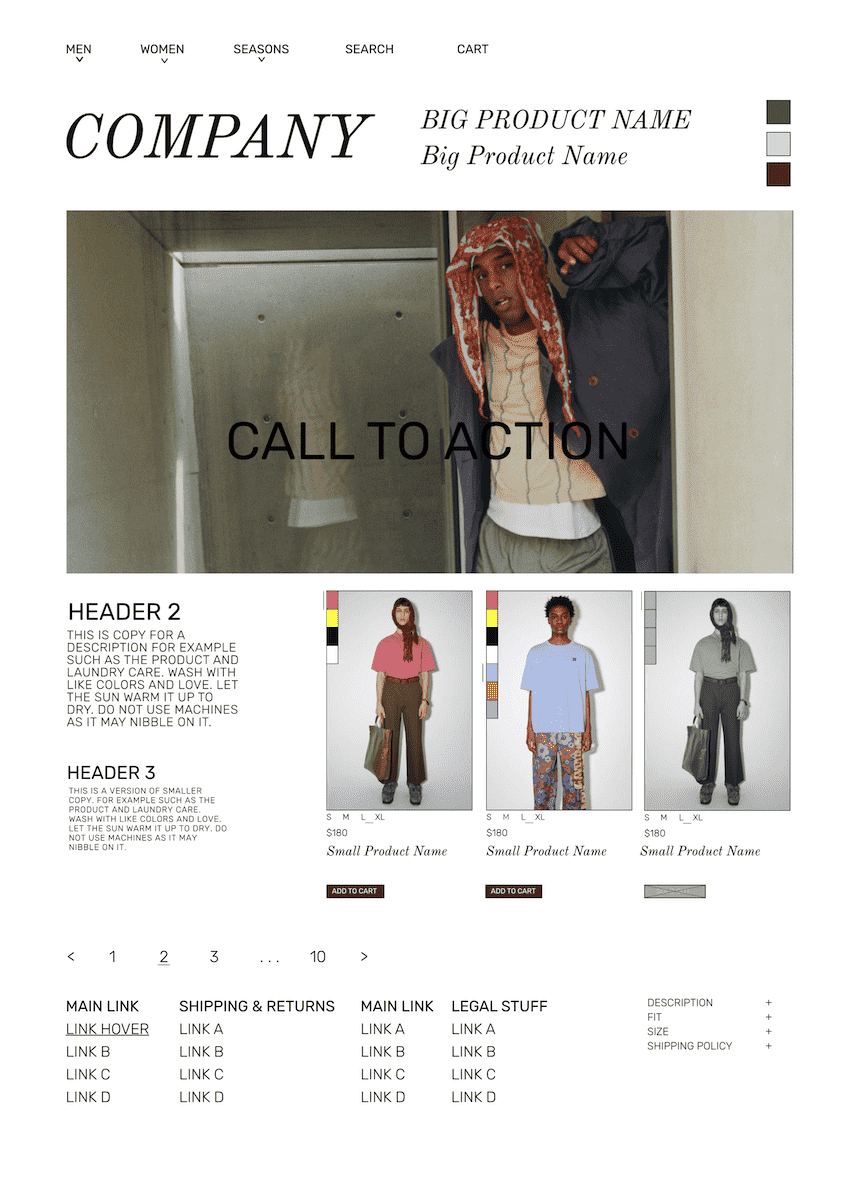 MEN WOMEN SEASONS SEARCH CART
COMPANY
BIG PRODUCT NAME
Big Product Name
CALL TO ACTION
HEADER 2
THIS IS COPY FOR A
DESCRIPTION FOR EXAMPLE
SUCH AS THE PRODUCT AND
LAUNDRY CARE. WASH WITH
LIKE COLORS AND LOVE. LET
THE SUN WARM IT UP TO
DRY. DO NOT USE MACHINES
AS IT MAY NIBBLE ON IT.
HEADER 3
THIS IS A VERSION OF SMALLER
COPY. FOR EXAMPLE SUCH AS THE
PRODUCT AND LAUNDRY CARE.
WASH WITH LIKE COLORS AND LOVE.
LET THE SUN WARM IT UP TO DRY. DO
NOT USE MACHINES AS IT MAY
NIBBLE ON IT.
S M L XL
$180
Small Product Name
ADD TO CART
S M L XL
$180
Small Product Name
ADD TO CART
S M L XL
$180
Small Product Name
< 1 2 3 ... 10 >
MAIN LINK
LINK HOVER
LINK B
LINK C
LINK D
SHIPPING & RETURNS
LINK A
LINK B
LINK C
LINK D
MAIN LINK
LINK A
LINK B
LINK C
LINK D
LEGAL STUFF
LINK A
LINK B
LINK C
LINK D
DESCRIPTION +
FIT +
SIZE +
SHIPPING POLICY +